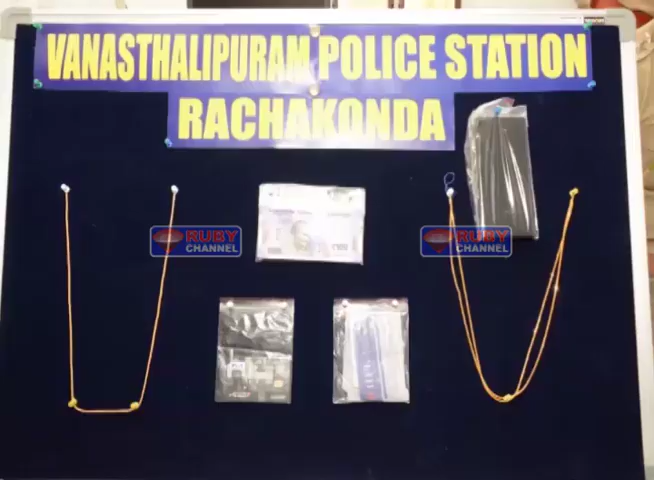 VANASTHALIPURAM POLICE STATION
RACHAKONDA
RUBY
CHANNEL
RUBY
CHANNEL